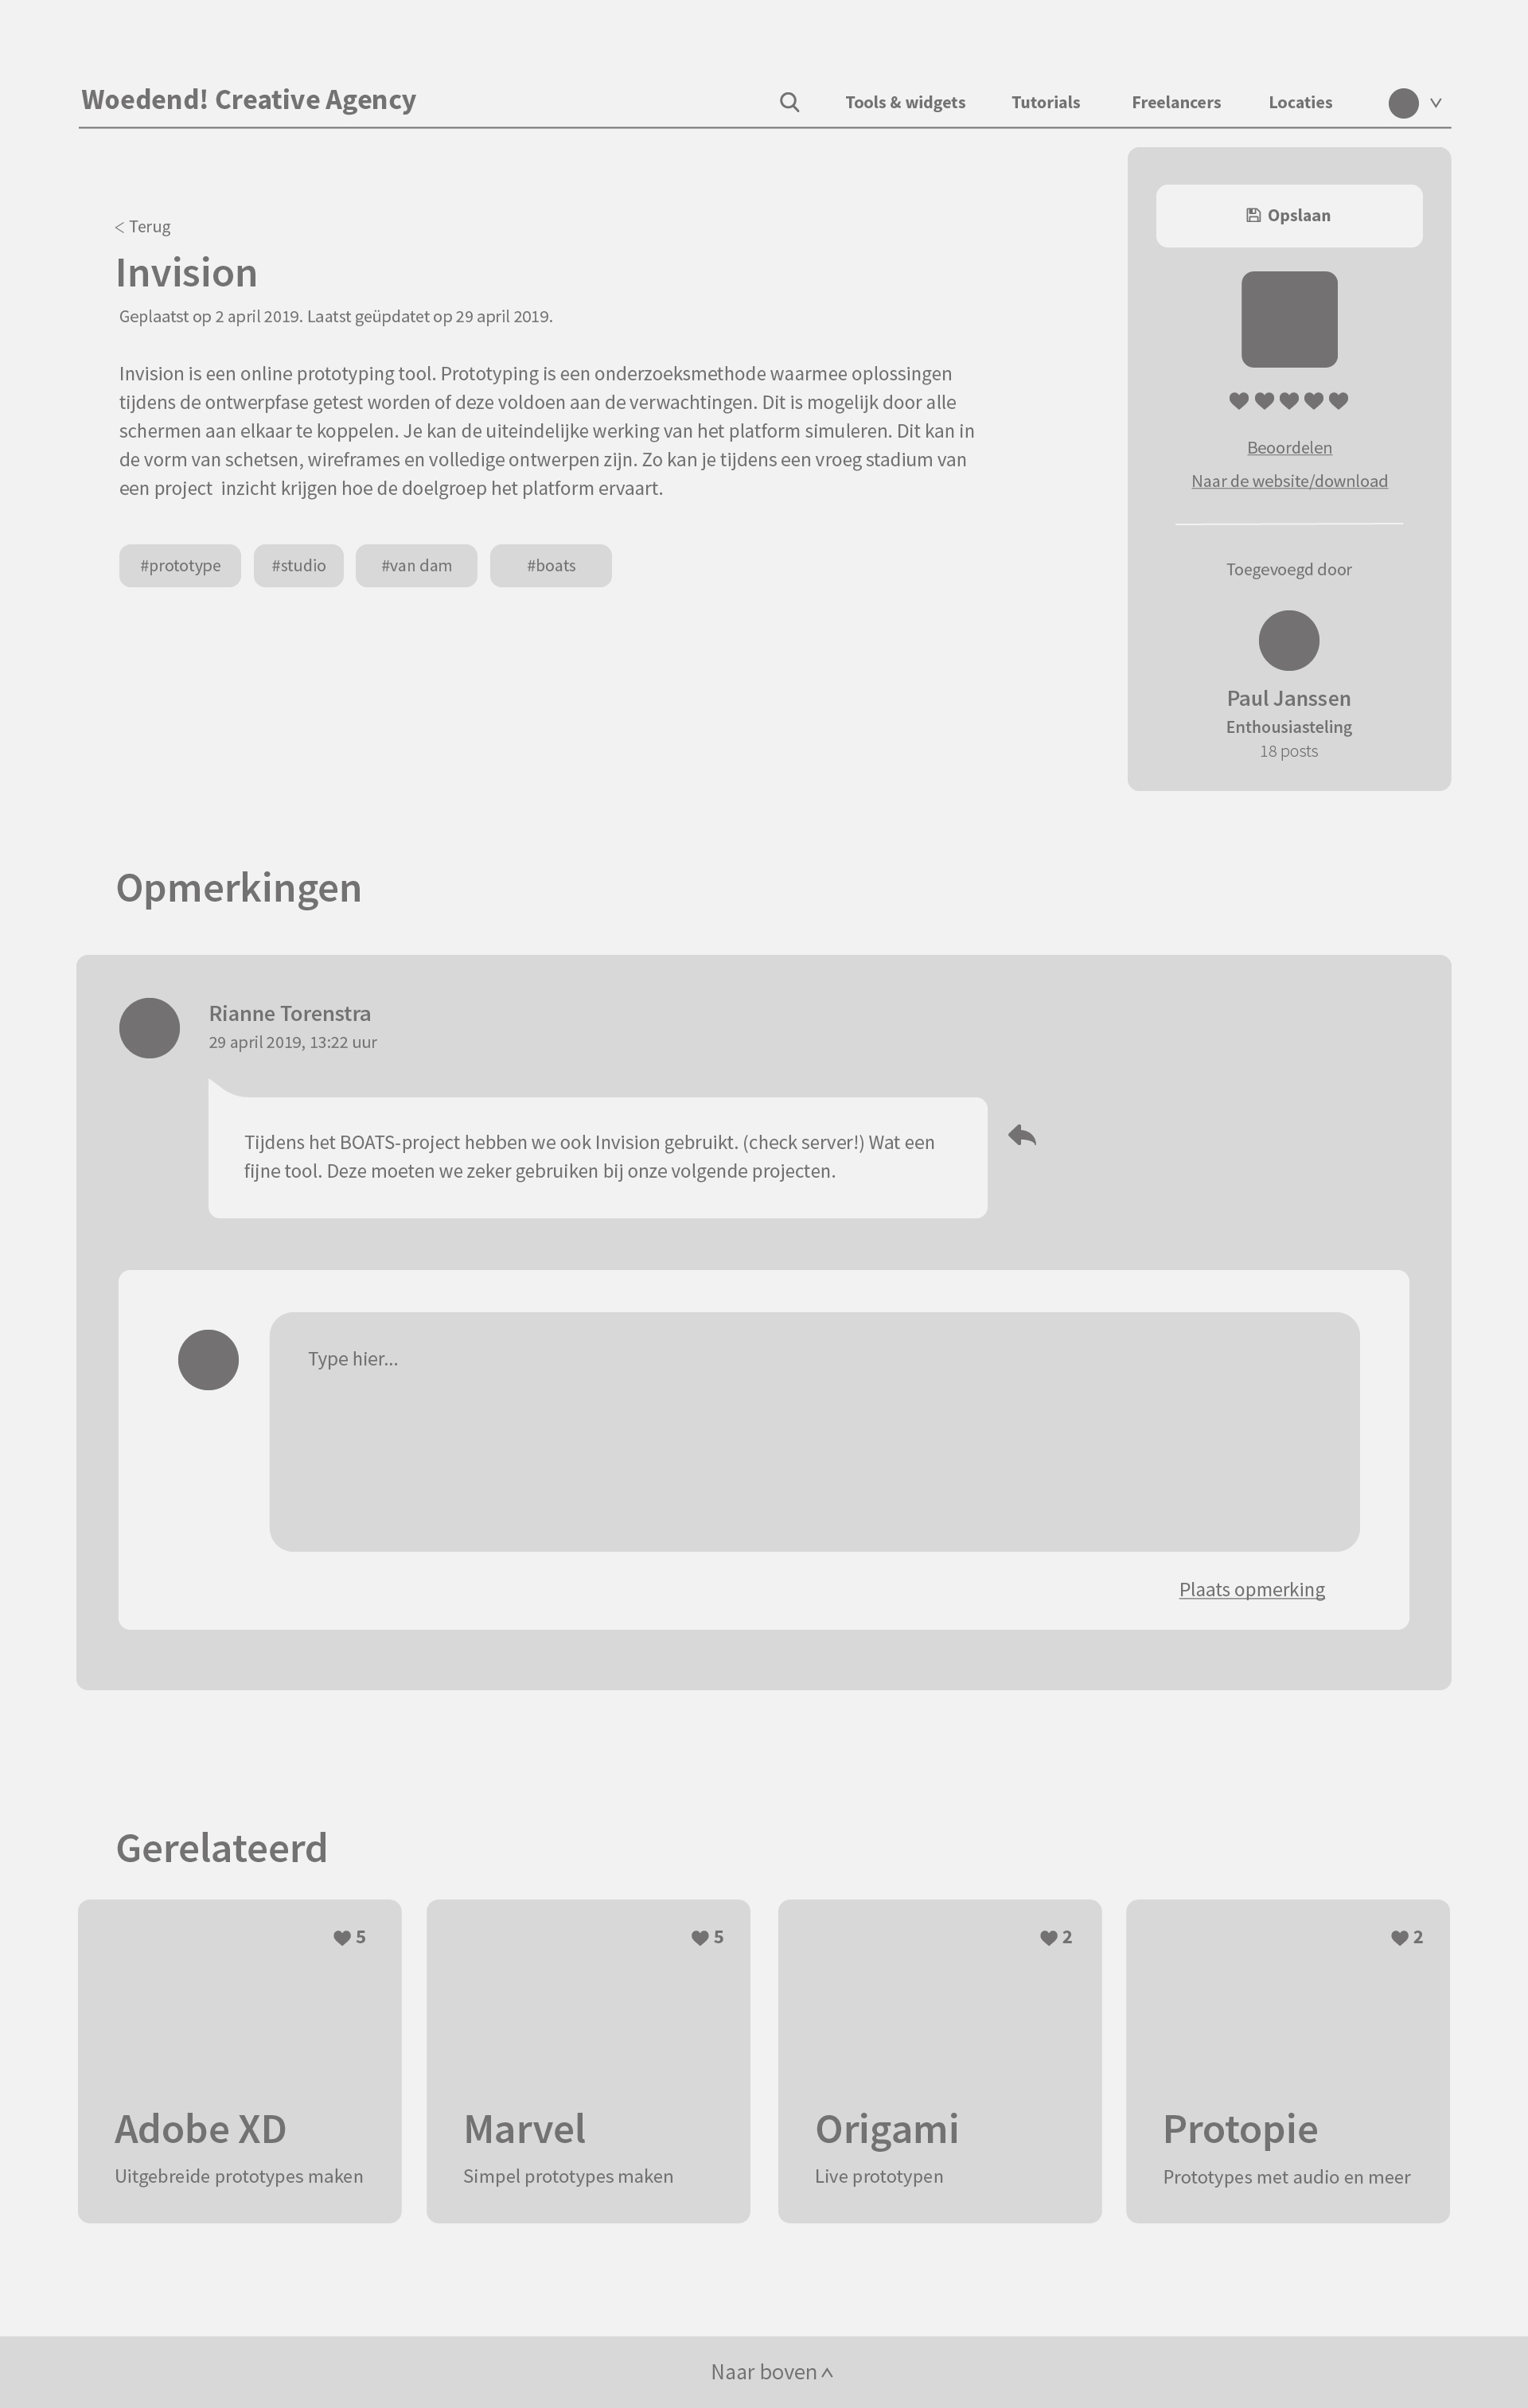 Woedend! Creative Agency
Tools & widgets
Tutorials
Freelancers
Locaties
< Terug
Invision
Geplaatst op 2 april 2019. Laatst geüpdatet op 29 april 2019.
Invision is een online prototyping tool. Prototyping is een onderzoeksmethode waarmee oplossingen
tijdens de ontwerpfase getest worden of deze voldoen aan de verwachtingen. Dit is mogelijk door alle
schermen aan elkaar te koppelen. Je kan de uiteindelijke werking van het platform simuleren. Dit kan in
de vorm van schetsen, wireframes en volledige ontwerpen zijn. Zo kan je tijdens een vroeg stadium van
een project  inzicht krijgen hoe de doelgroep het platform ervaart.
#prototype
#studio
#van dam
#boats
Opslaan
Beoordelen
Naar de website/download
Toegevoegd door
Paul Janssen
Enthousiasteling
18 posts
Opmerkingen
Rianne Torenstra
29 april 2019, 13:22 uur
Tijdens het BOATS-project hebben we ook Invision gebruikt. (check server!) Wat een
fijne tool. Deze moeten we zeker gebruiken bij onze volgende projecten.
Type hier...
Plaats opmerking
Gerelateerd
5
Adobe XD
Uitgebreide prototypes maken
5
Marvel
Simpel prototypes maken
2
Origami
Live prototypen
2
Protopie
Prototypes met audio en meer
Naar boven